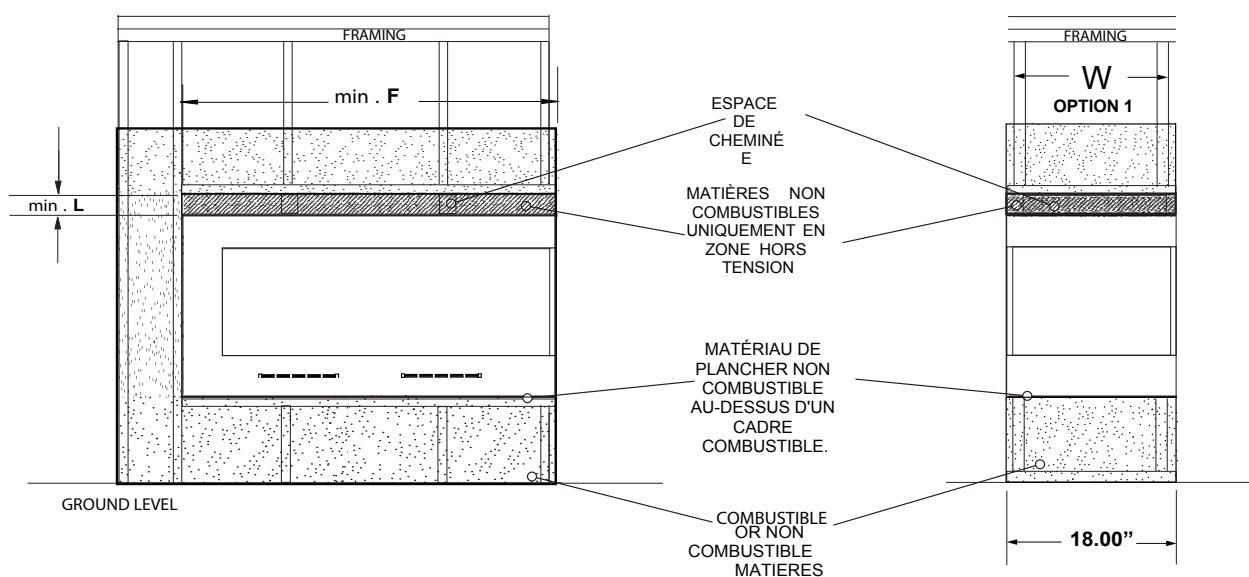 FRAMING
FRAMING
min . F
W
OPTION 1
ESPACE
DE
CHEMINÉ
E
min . L
MATIÈRES NON
COMBUSTIBLES
UNIQUEMENT EN
ZONE HORS
TENSION
MATÉRIAU DE
PLANCHER NON
COMBUSTIBLE
AU-DESSUS D'UN
CADRE
COMBUSTIBLE.
GROUND LEVEL
COMBUSTIBLE
OR NON
COMBUSTIBLE
MATIERES
18.00”